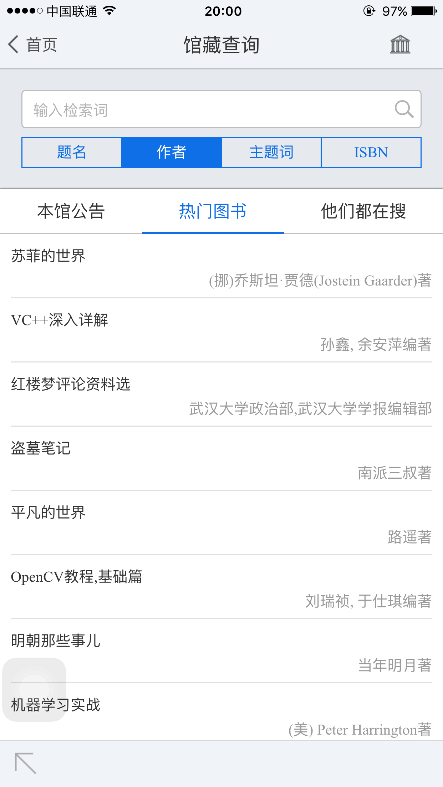 中国联通 20:00 97%
首页 馆藏查询
输入检索词
题名 作者 主题词 ISBN
本馆公告 热门图书 他们都在搜
苏菲的世界
(挪)乔斯坦·贾德(Jostein Gaarder)著
VC++深入详解
孙鑫, 余安萍编著
红楼梦评论资料选
武汉大学政治部,武汉大学学报编辑部
盗墓笔记
南派三叔著
平凡的世界
路遥著
OpenCV教程,基础篇
刘瑞祯, 于仕琪编著
明朝那些事儿
当年明月著
机器学习实战
(美) Peter Harrington著